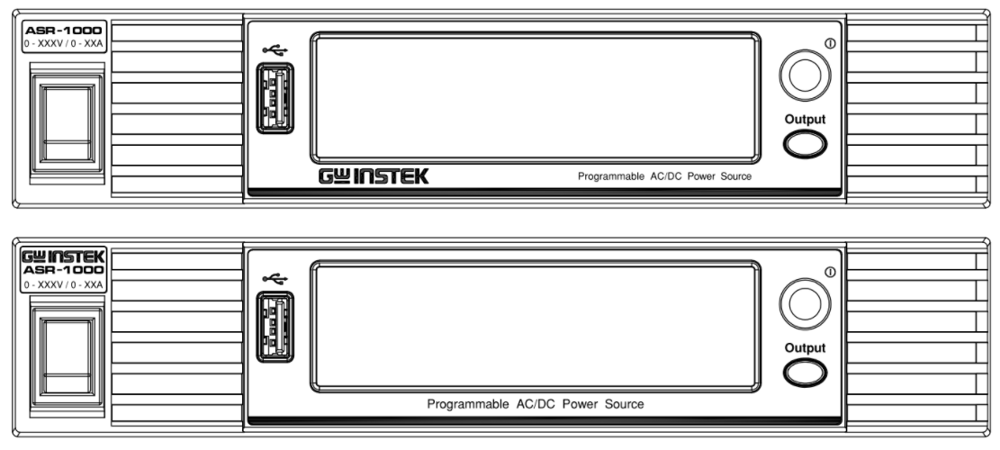 ASR-1000
0 - XXXV / 0 - XXA
Output
GW INSTEK
Programmable AC/DC Power Source
GW INSTEK
ASR-1000
0 - XXXV / 0 - XXA
Output
Programmable AC/DC Power Source